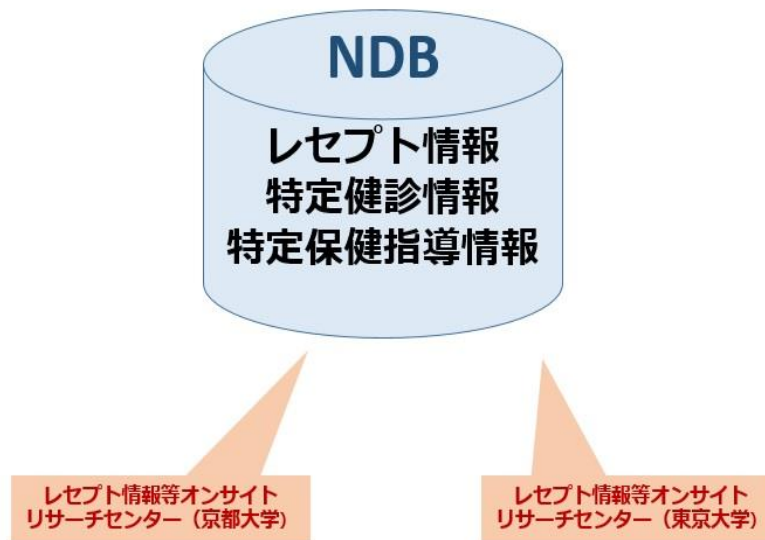 NDB
レセプト情報
特定健診情報
特定保健指導情報
レセプト情報等オンサイト
リサーチセンター（京都大学)
レセプト情報等オンサイト
リサーチセンター（東京大学)